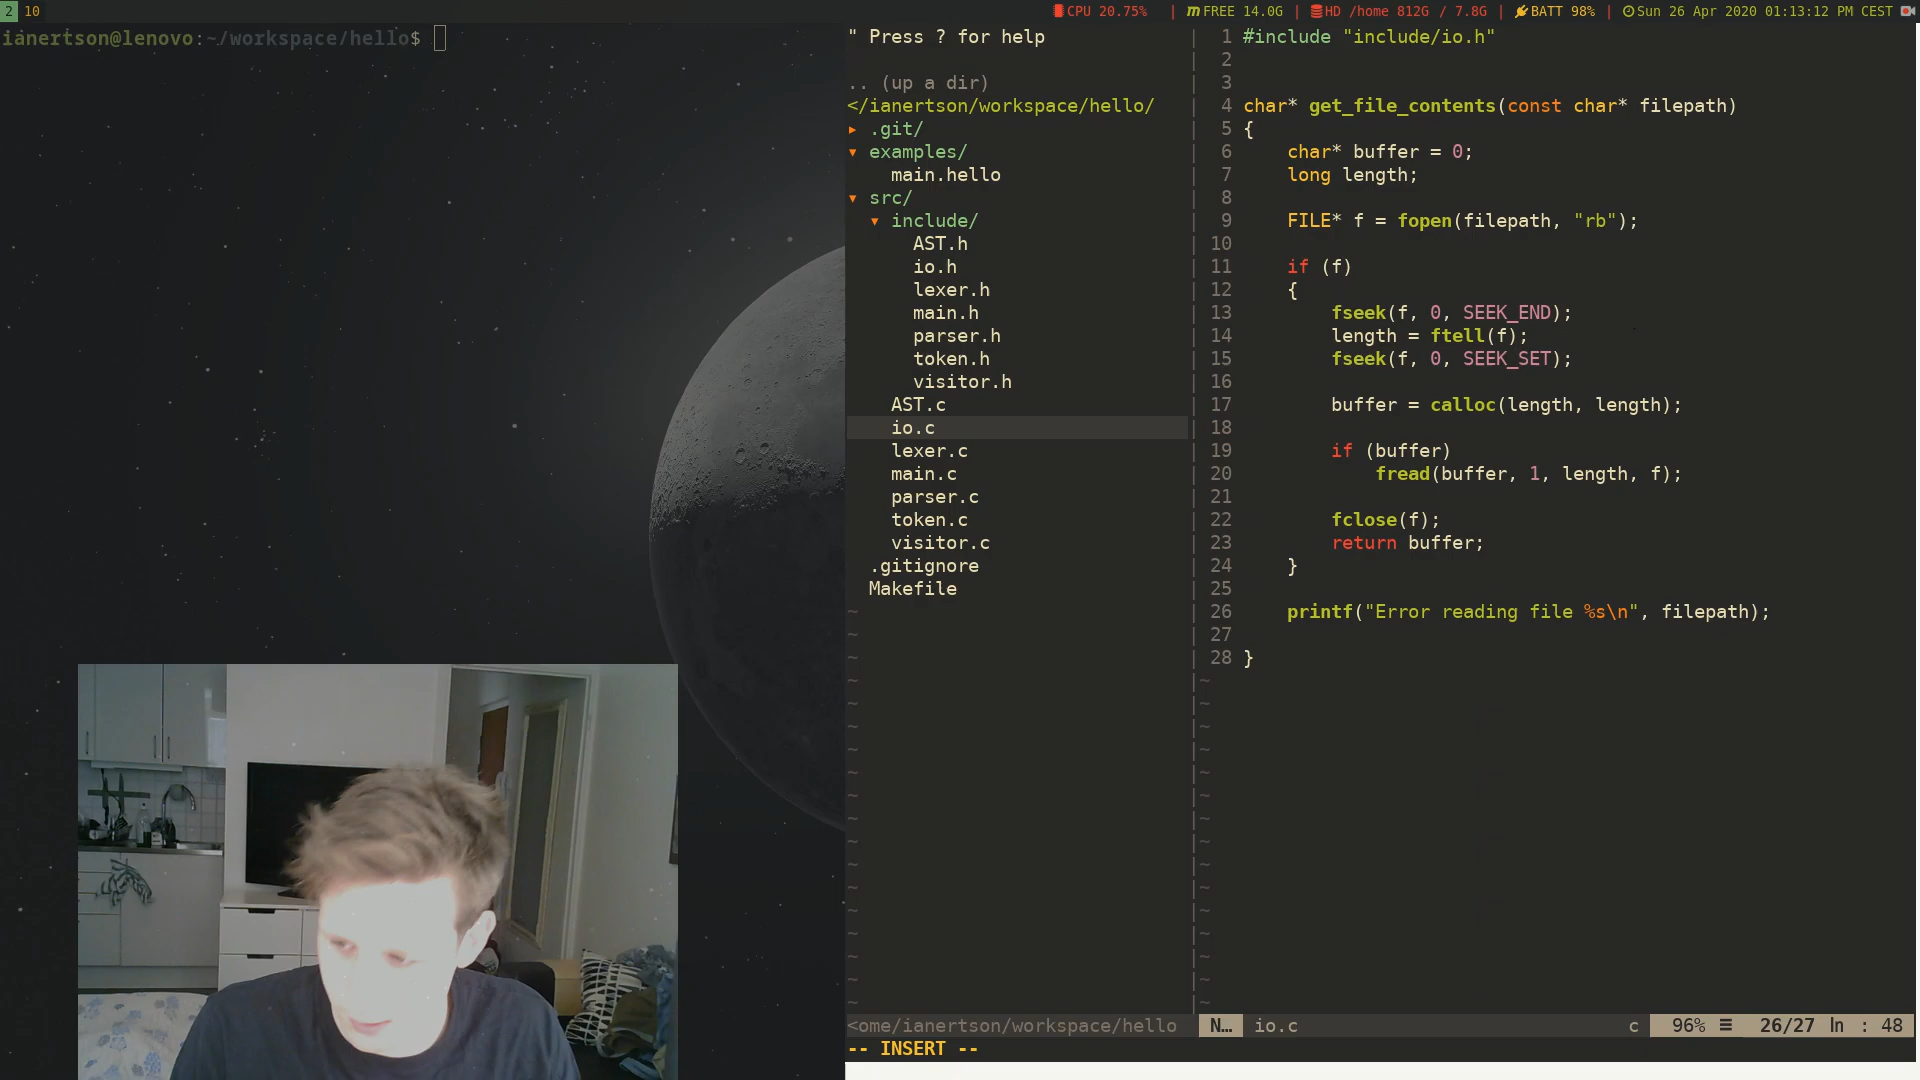 2 10
CPU 20.75% | FREE 14.0G | HD /home 812G / 7.8G | BATT 98% | Sun 26 Apr 2020 01:13:12 PM CEST
ianertson@lenovo:~/workspace/hello$
" Press ? for help
.. (up a dir)
</ianertson/workspace/hello/
▸ .git/
▾ examples/
main.hello
▾ src/
▾ include/
AST.h
io.h
lexer.h
main.h
parser.h
token.h
visitor.h
AST.c
io.c
lexer.c
main.c
parser.c
token.c
visitor.c
.gitignore
Makefile
<ome/ianertson/workspace/hello
1 #include "include/io.h"
2
3
4 char* get_file_contents(const char* filepath)
5 {
6 char* buffer = 0;
7 long length;
8
9 FILE* f = fopen(filepath, "rb");
10
11 if (f)
12 {
13 fseek(f, 0, SEEK_END);
14 length = ftell(f);
15 fseek(f, 0, SEEK_SET);
16
17 buffer = calloc(length, length);
18
19 if (buffer)
20 fread(buffer, 1, length, f);
21
22 fclose(f);
23 return buffer;
24 }
25
26 printf("Error reading file %s\n", filepath);
27
28 }
N… io.c c 96% ☰ 26/27 ln : 48
-- INSERT --